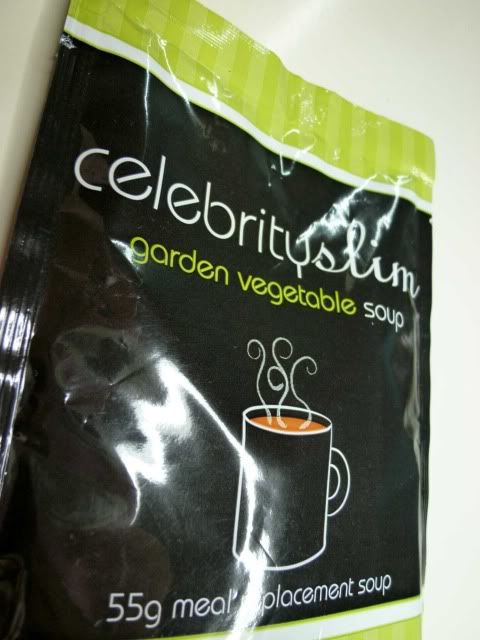 celebrityslim
garden vegetable soup
55g meal replacement soup